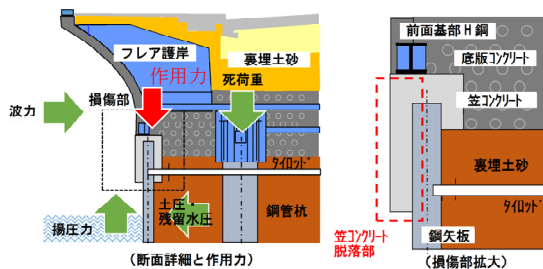 フレア護岸
裏埋土砂
作用力
死荷重
損傷部
波力
タイロッド
土圧・
残留水圧
鋼管杭
揚圧力
(断面詳細と作用力)
前面基部H鋼
底版コンクリート
笠コンクリート
裏埋土砂
タイロッド
笠コンクリート
脱落部
鋼矢板
(損傷部拡大)